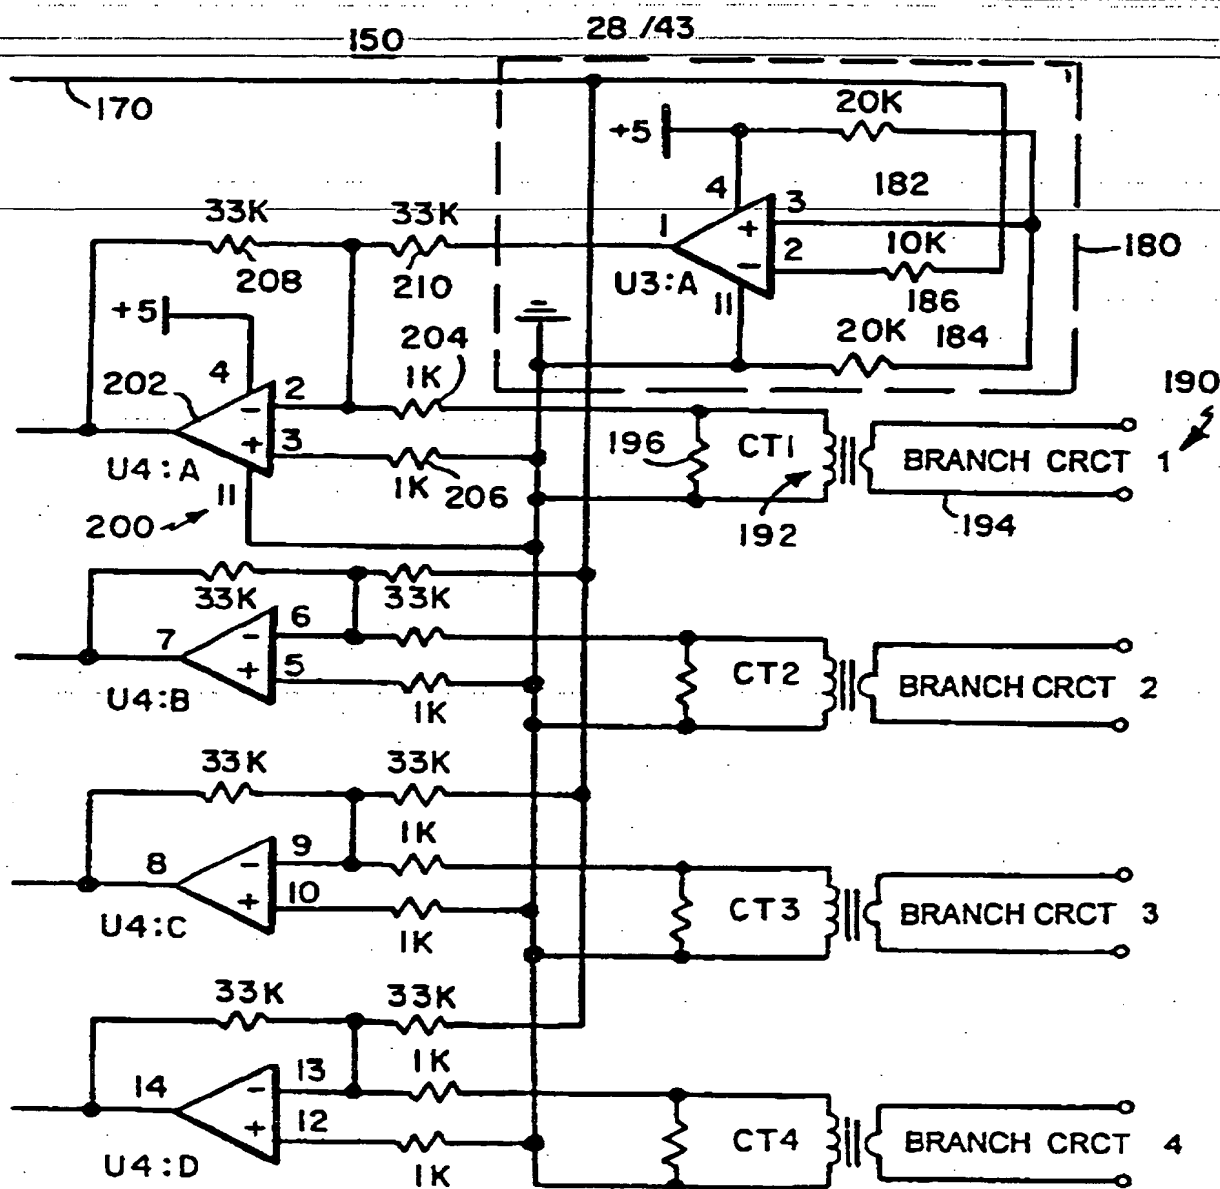 150 28 /43
170
20K
+5
4 182
33K 33K 1 3
+
208 210 2 10K 180
−
U3:A 11 186
+5 204 20K 184
4 1K
202 2 190
−
+ 3 196 CT1 BRANCH CRCT 1
U4:A 1K 206
11 192 194
200
33K 33K
7 6
−
+ 5 CT2 BRANCH CRCT 2
U4:B 1K
33K 33K
1K
8 9
−
+ 10 CT3 BRANCH CRCT 3
U4:C 1K
33K 33K
1K
14 13
−
+ 12 CT4 BRANCH CRCT 4
U4:D 1K